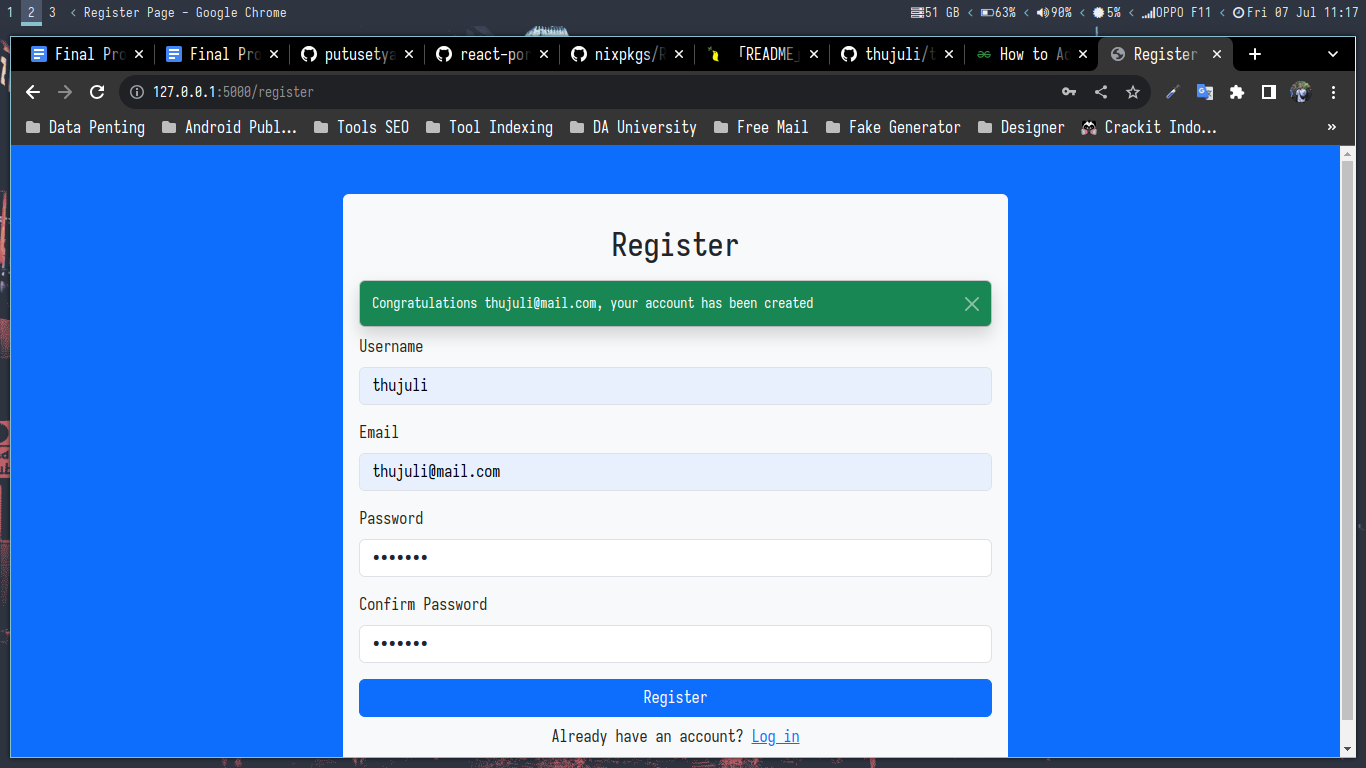 1 2 3 < Register Page - Google Chrome 51 GB < 63% < 90% < 5% < OPPO F11 < Fri 07 Jul 11:17
Final Pro Final Pro putusetya react-por nixpkgs/R 「README」 thujuli/t How to Ad Register
127.0.0.1:5000/register
Data Penting Android Publ... Tools SEO Tool Indexing DA University Free Mail Fake Generator Designer Crackit Indo... »
Register
Congratulations thujuli@mail.com, your account has been created
Username
thujuli
Email
thujuli@mail.com
Password
•••••••
Confirm Password
•••••••
Register
Already have an account? Log in